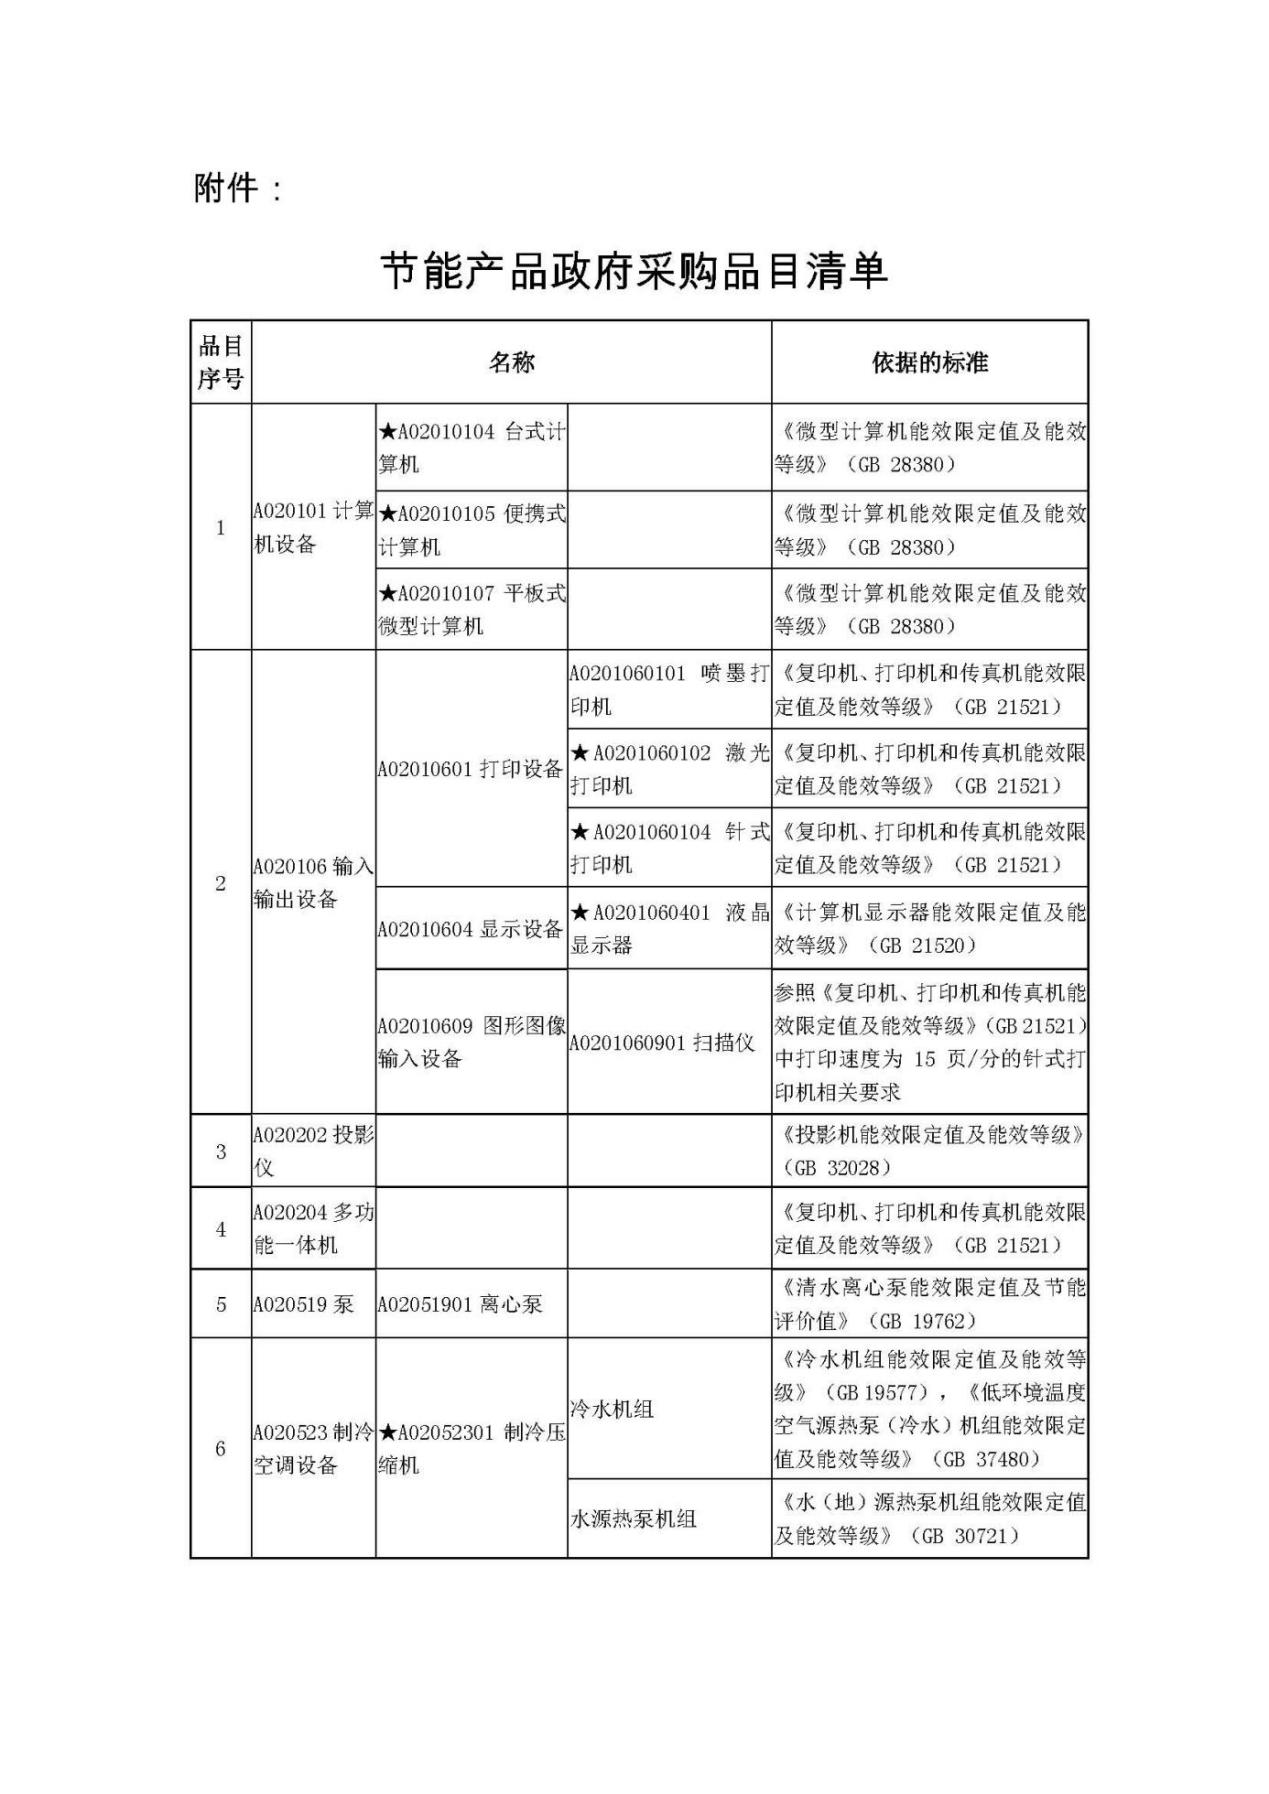 附件：
节能产品政府采购品目清单
品目
序号
名称
依据的标准
1
A020101 计算
机设备
★A02010104 台式计
算机
《微型计算机能效限定值及能效
等级》（GB 28380）
★A02010105 便携式
计算机
《微型计算机能效限定值及能效
等级》（GB 28380）
★A02010107 平板式
微型计算机
《微型计算机能效限定值及能效
等级》（GB 28380）
2
A020106 输入
输出设备
A02010601 打印设备
A0201060101 喷墨打
印机
《复印机、打印机和传真机能效限
定值及能效等级》（GB 21521）
★A0201060102 激光
打印机
《复印机、打印机和传真机能效限
定值及能效等级》（GB 21521）
★A0201060104 针式
打印机
《复印机、打印机和传真机能效限
定值及能效等级》（GB 21521）
A02010604 显示设备
★A0201060401 液晶
显示器
《计算机显示器能效限定值及能
效等级》（GB 21520）
A02010609 图形图像
输入设备
A0201060901 扫描仪
参照《复印机、打印机和传真机能
效限定值及能效等级》（GB 21521）
中打印速度为 15 页/分的针式打
印机相关要求
3
A020202 投影
仪
《投影机能效限定值及能效等级》
（GB 32028）
4
A020204 多功
能一体机
《复印机、打印机和传真机能效限
定值及能效等级》（GB 21521）
5
A020519 泵
A02051901 离心泵
《清水离心泵能效限定值及节能
评价值》（GB 19762）
6
A020523 制冷
空调设备
★A02052301 制冷压
缩机
冷水机组
《冷水机组能效限定值及能效等
级》（GB 19577），《低环境温度
空气源热泵（冷水）机组能效限定
值及能效等级》（GB 37480）
水源热泵机组
《水（地）源热泵机组能效限定值
及能效等级》（GB 30721）